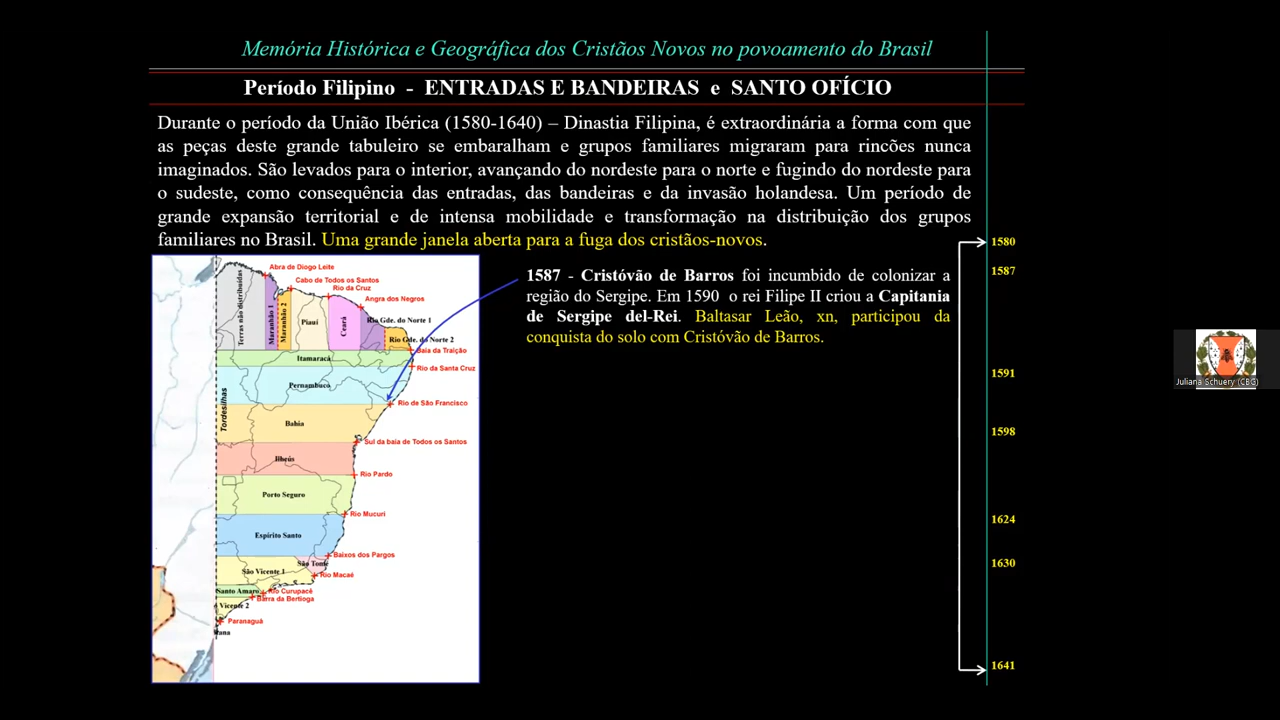 Memória Histórica e Geográfica dos Cristãos Novos no povoamento do Brasil
Período Filipino - ENTRADAS E BANDEIRAS e SANTO OFÍCIO
Durante o período da União Ibérica (1580-1640) – Dinastia Filipina, é extraordinária a forma com que
as peças deste grande tabuleiro se embaralham e grupos familiares migraram para rincões nunca
imaginados. São levados para o interior, avançando do nordeste para o norte e fugindo do nordeste para
o sudeste, como consequência das entradas, das bandeiras e da invasão holandesa. Um período de
grande expansão territorial e de intensa mobilidade e transformação na distribuição dos grupos
familiares no Brasil. Uma grande janela aberta para a fuga dos cristãos-novos.
1587 - Cristóvão de Barros foi incumbido de colonizar a
região do Sergipe. Em 1590 o rei Filipe II criou a Capitania
de Sergipe del-Rei. Baltasar Leão, xn, participou da
conquista do solo com Cristóvão de Barros.
Abra de Diogo Leite
Cabo de Todos os Santos
Rio da Cruz
Angra dos Negros
Terras não distribuídas
Maranhão 1
Maranhão 2
Piauí
Ceará
Rio Gde. do Norte 1
Rio Gde. do Norte 2
Baia da Traição
Itamaracá
Rio da Santa Cruz
Pernambuco
Tordesilhas
Rio de São Francisco
Bahia
Sul da baia de Todos os Santos
Ilhéus
Rio Pardo
Porto Seguro
Rio Mucurí
Espírito Santo
Baixos dos Pargos
São Tomé
São Vicente 1
Rio Macaé
Santo Amaro
Rio Curupacê
Barra da Bertioga
Vicente 2
Paranaguá
1580
1587
1591
1598
1624
1630
1641
Juliana Schuery (CBG)